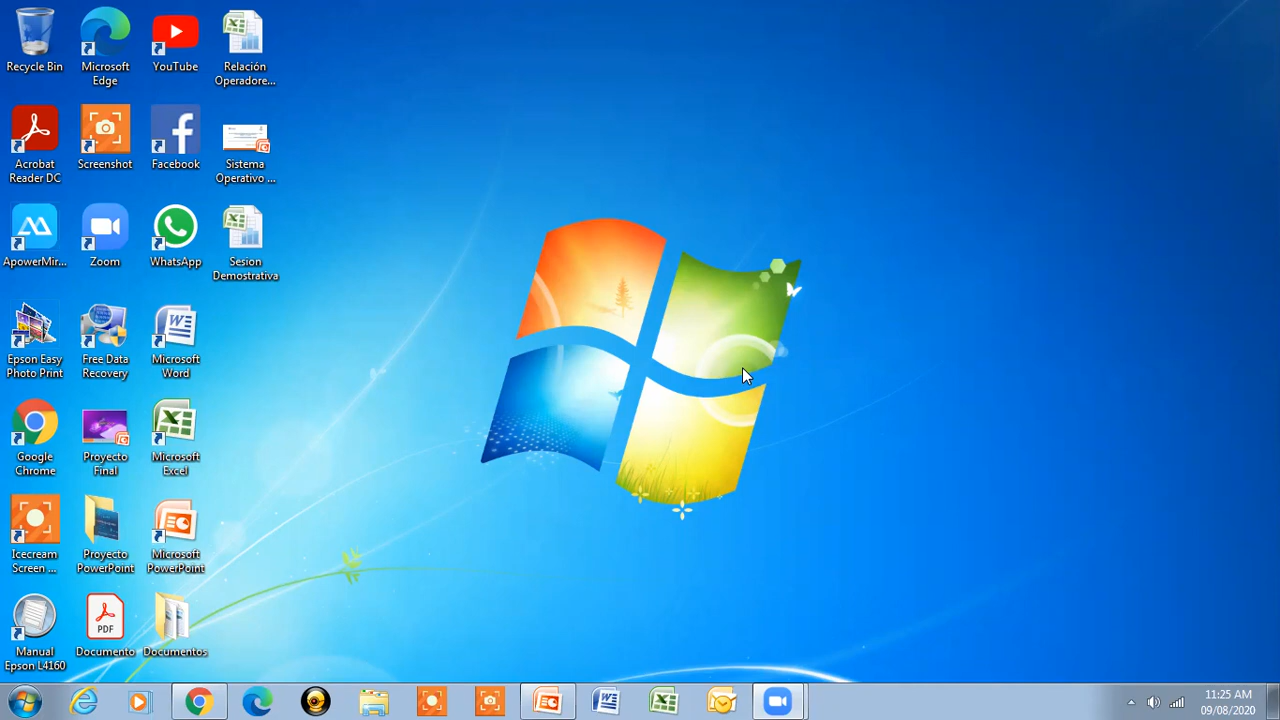 Recycle Bin
Microsoft
Edge
YouTube
Relación
Operadore...
Acrobat
Reader DC
Screenshot
Facebook
Sistema
Operativo ...
ApowerMir...
Zoom
WhatsApp
Sesion
Demostrativa
Epson Easy
Photo Print
Free Data
Recovery
Microsoft
Word
Google
Chrome
Proyecto
Final
Microsoft
Excel
Icecream
Screen ...
Proyecto
PowerPoint
Microsoft
PowerPoint
Manual
Epson L4160
PDF
Documento
Documentos
11:25 AM
09/08/2020